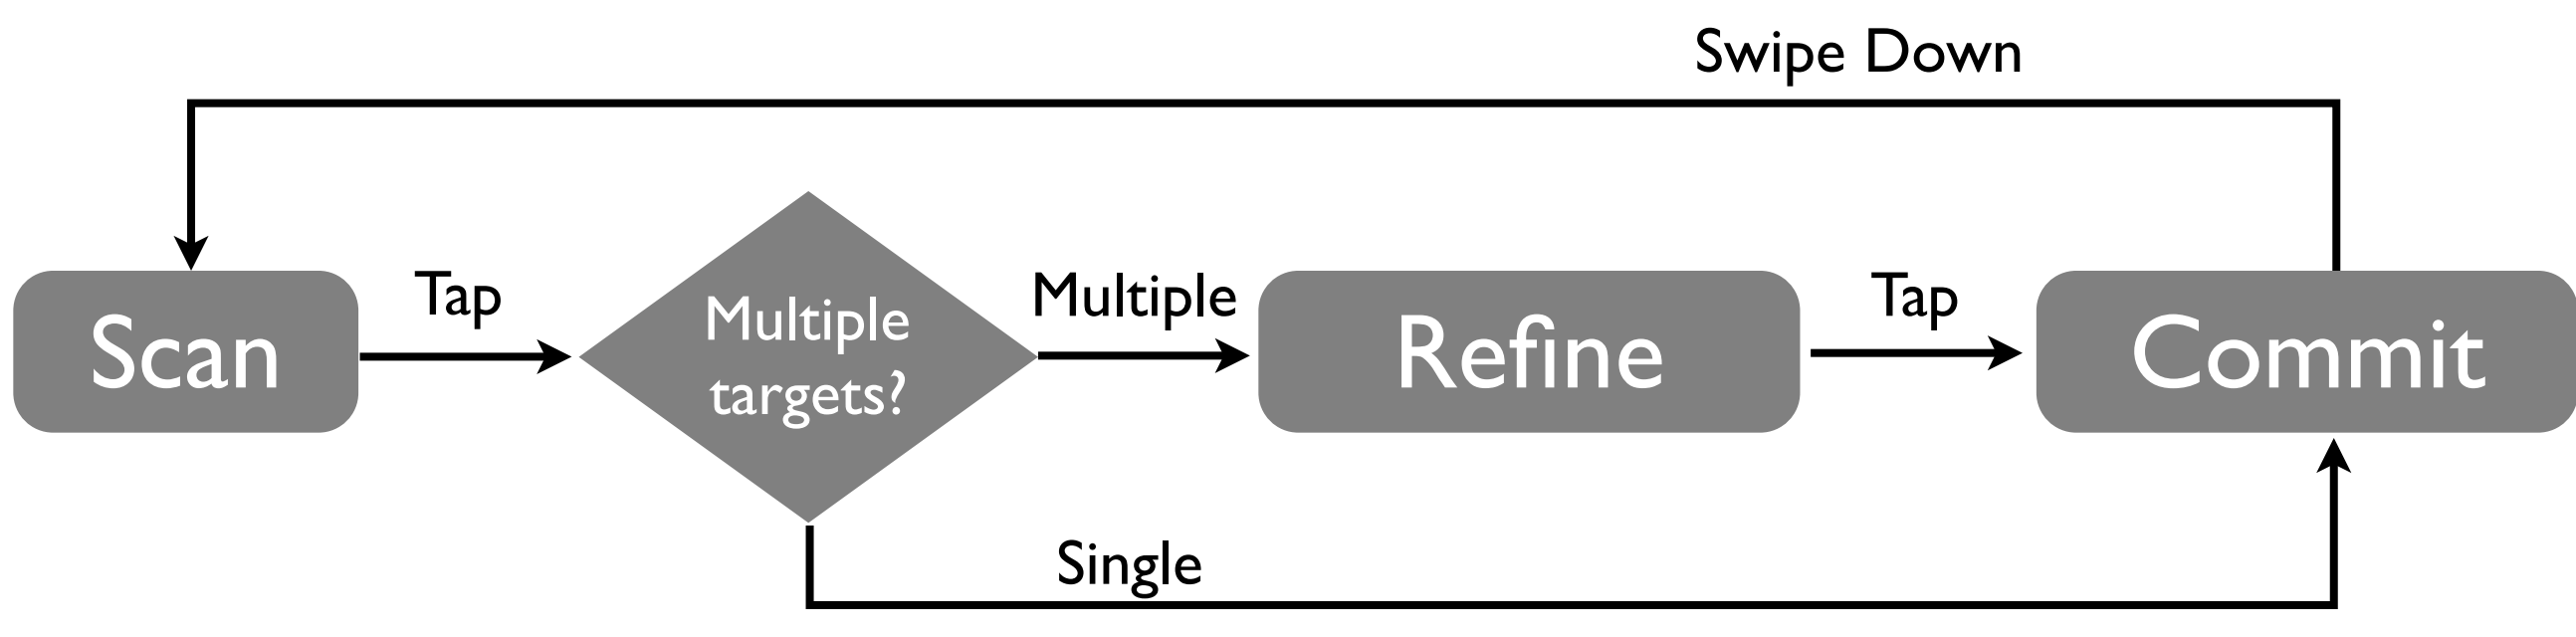 Swipe Down
Scan
Tap
Multiple
targets?
Multiple
Refine
Tap
Commit
Single